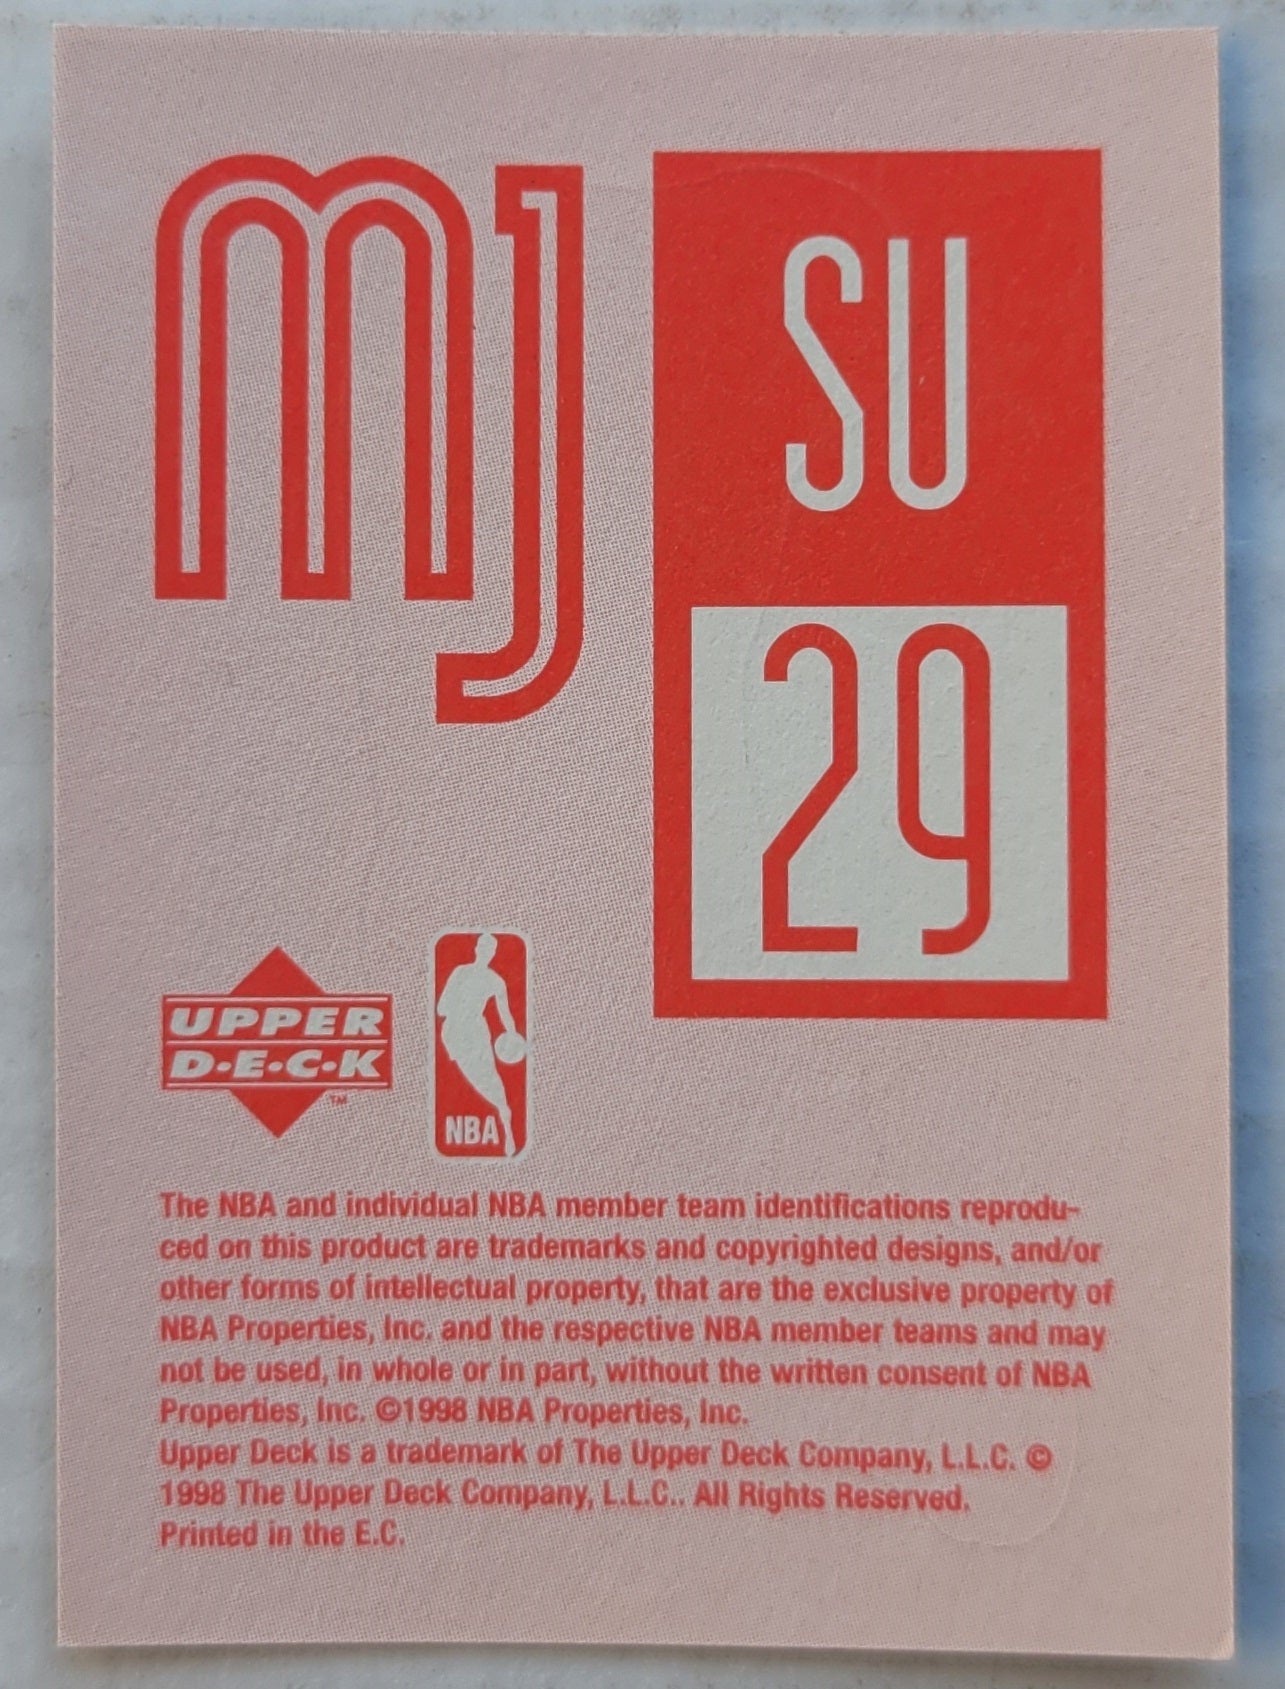 MJ
SU
29
UPPER
D·E·C·K
™
NBA
The NBA and individual NBA member team identifications reprodu-
ced on this product are trademarks and copyrighted designs, and/or
other forms of intellectual property, that are the exclusive property of
NBA Properties, Inc. and the respective NBA member teams and may
not be used, in whole or in part, without the written consent of NBA
Properties, Inc. ©1998 NBA Properties, Inc.
Upper Deck is a trademark of The Upper Deck Company, L.L.C. ©
1998 The Upper Deck Company, L.L.C.. All Rights Reserved.
Printed in the E.C.